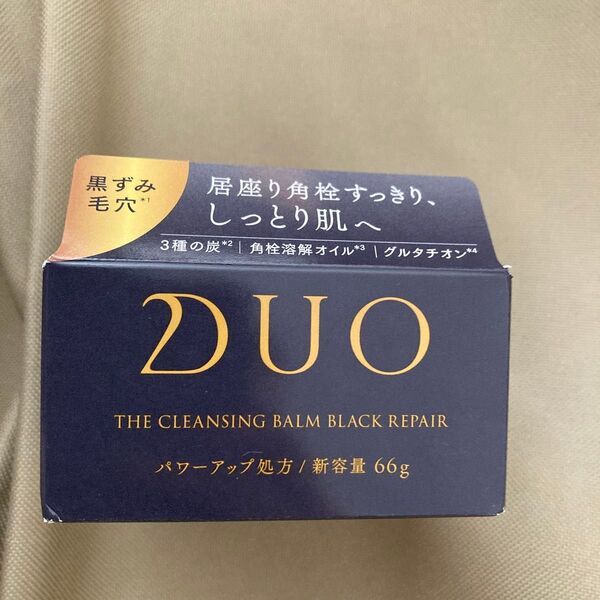 黒ずみ
毛穴*1
居座り角栓すっきり、
しっとり肌へ
3種の炭*2 | 角栓溶解オイル*3 | グルタチオン*4
DUO
THE CLEANSING BALM BLACK REPAIR
パワーアップ処方 / 新容量 66g